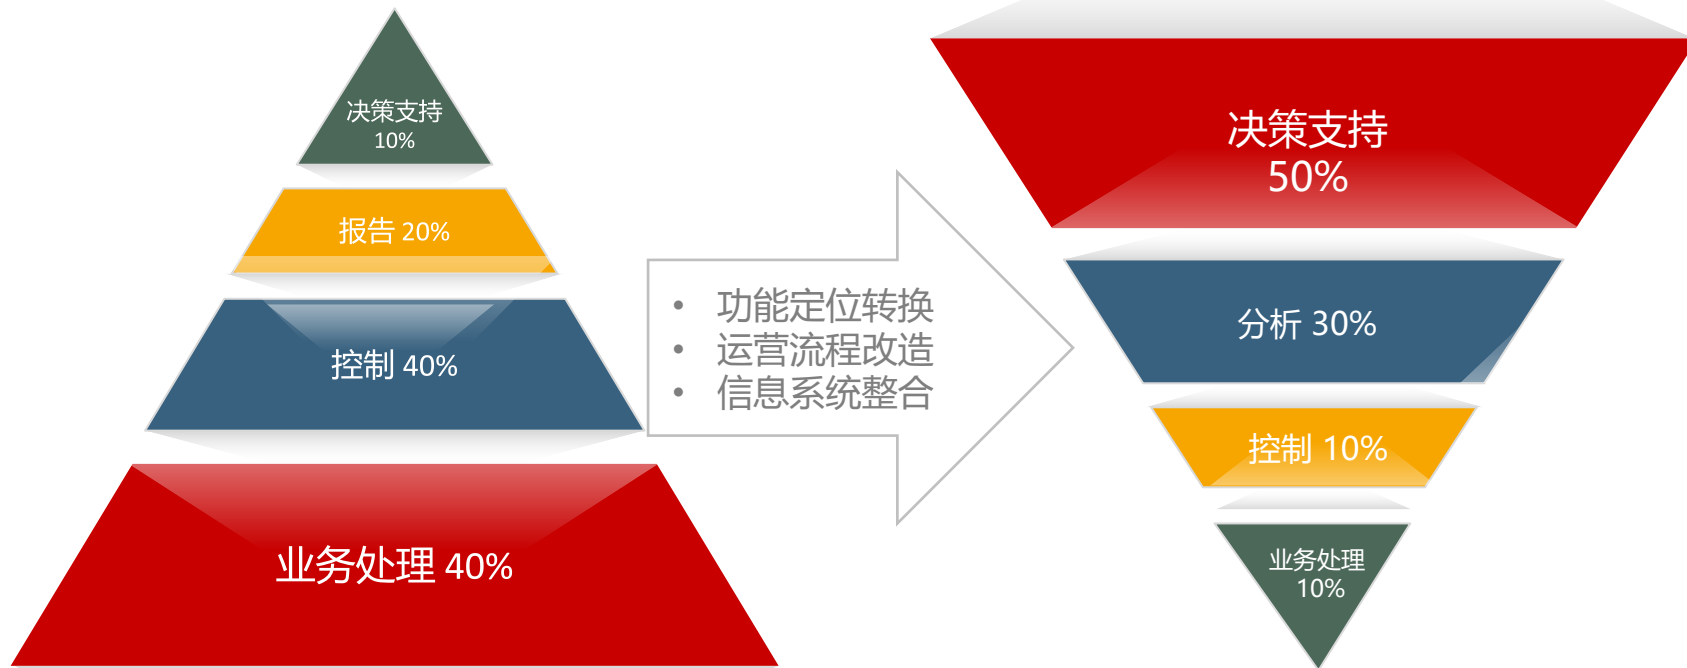 决策支持
10%
报告 20%
控制 40%
业务处理 40%
• 功能定位转换
• 运营流程改造
• 信息系统整合
决策支持
50%
分析 30%
控制 10%
业务处理
10%